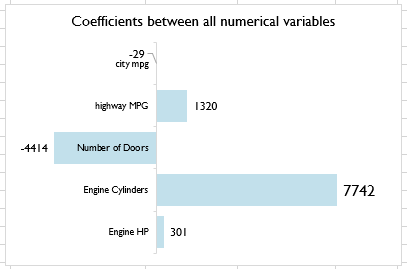 Coefficients between all numerical variables
-29
city mpg
highway MPG 1320
-4414 Number of Doors
Engine Cylinders 7742
Engine HP 301